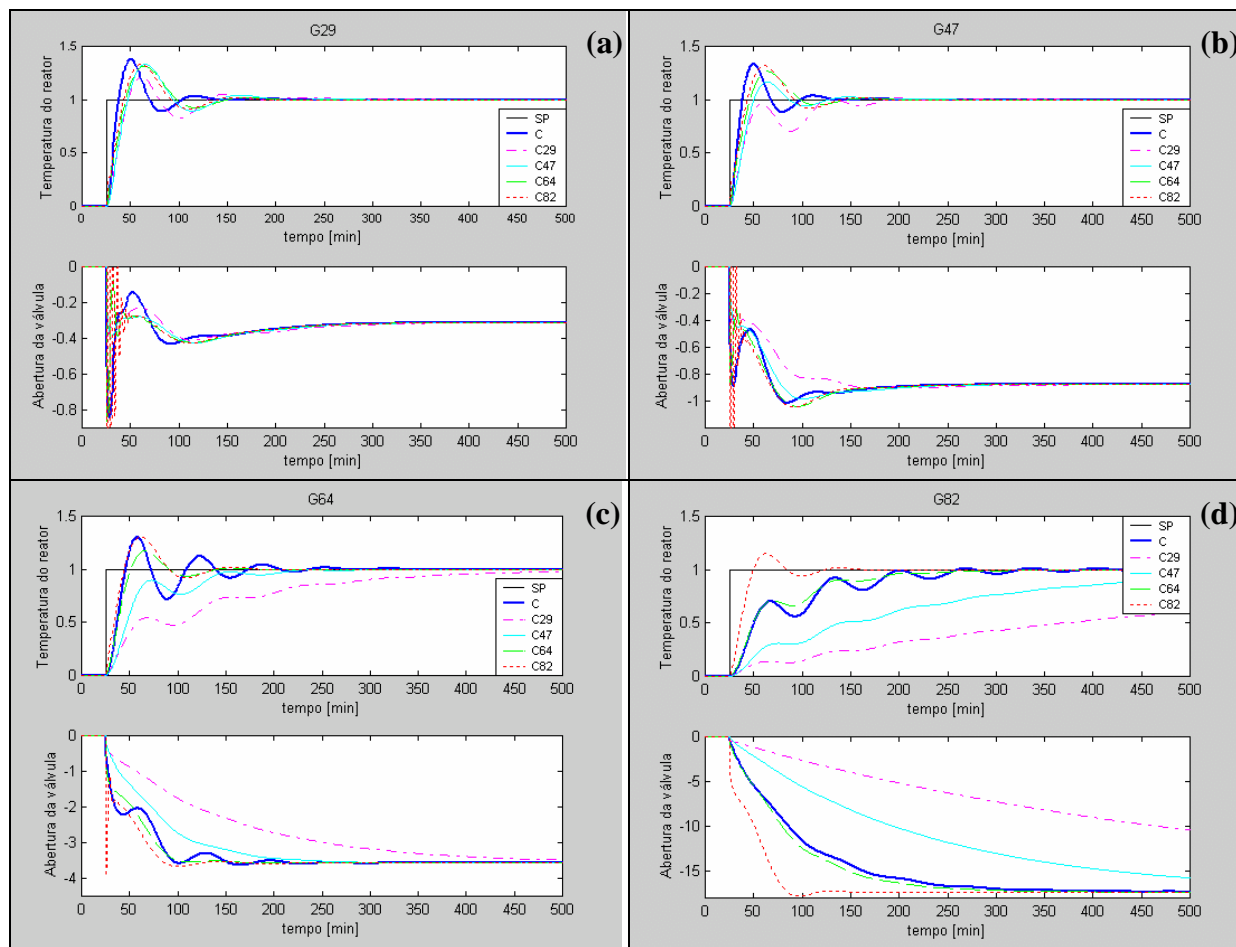 G29
(a)
Temperatura do reator
1.5
1
0.5
0
SP
C
C29
C47
C64
C82
0 50 100 150 200 250 300 350 400 450 500
tempo [min]
Abertura da válvula
0
-0.2
-0.4
-0.6
-0.8
0 50 100 150 200 250 300 350 400 450 500
tempo [min]
G47
(b)
Temperatura do reator
1.5
1
0.5
0
SP
C
C29
C47
C64
C82
0 50 100 150 200 250 300 350 400 450 500
tempo [min]
Abertura da válvula
0
-0.2
-0.4
-0.6
-0.8
-1
0 50 100 150 200 250 300 350 400 450 500
tempo [min]
G64
(c)
Temperatura do reator
1.5
1
0.5
0
SP
C
C29
C47
C64
C82
0 50 100 150 200 250 300 350 400 450 500
tempo [min]
Abertura da válvula
0
-1
-2
-3
-4
0 50 100 150 200 250 300 350 400 450 500
tempo [min]
G82
(d)
Temperatura do reator
1.5
1
0.5
0
SP
C
C29
C47
C64
C82
0 50 100 150 200 250 300 350 400 450 500
tempo [min]
Abertura da válvula
0
-5
-10
-15
0 50 100 150 200 250 300 350 400 450 500
tempo [min]